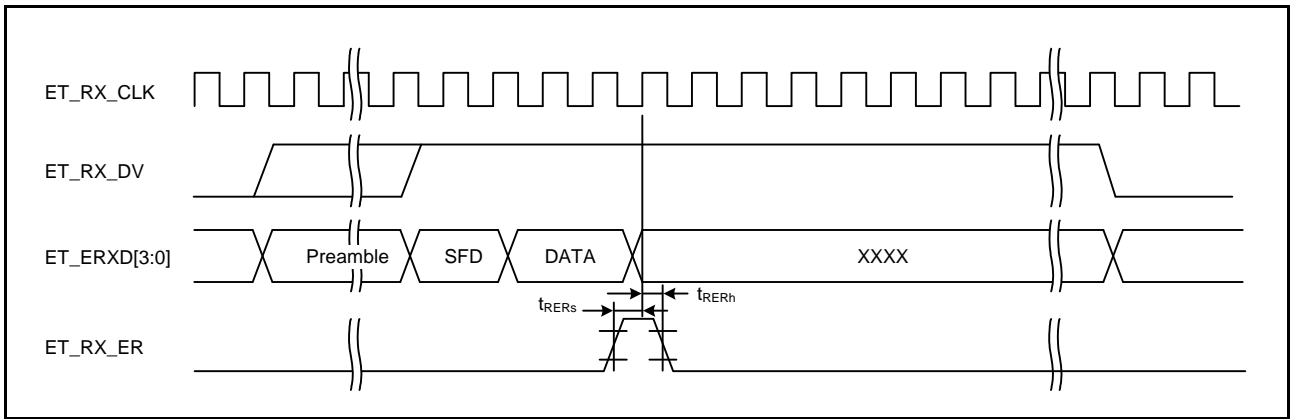 ET_RX_CLK
ET_RX_DV
ET_ERXD[3:0]
Preamble
SFD
DATA
XXXX
tRERs
tRERh
ET_RX_ER